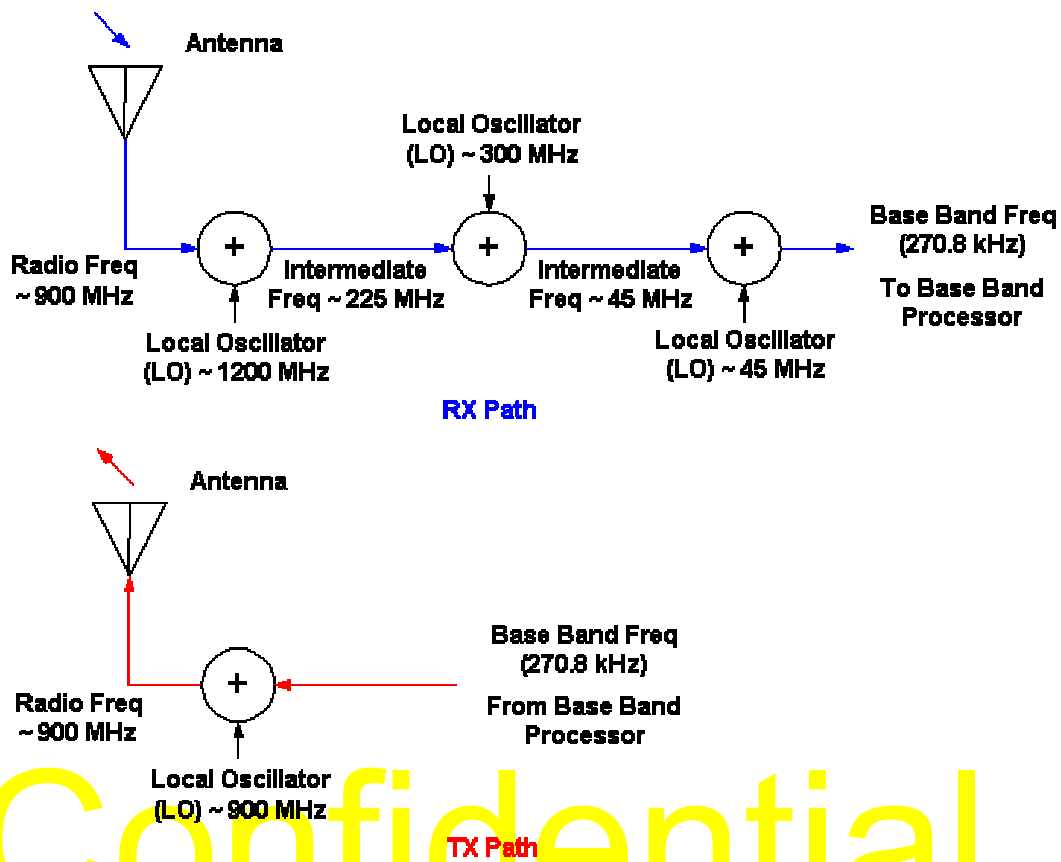 Antenna
Local Oscillator
(LO) ~ 300 MHz
Base Band Freq
(270.8 kHz)
To Base Band
Processor
+
+
+
Radio Freq
~ 900 MHz
Intermediate
Freq ~ 225 MHz
Intermediate
Freq ~ 45 MHz
Local Oscillator
(LO) ~ 1200 MHz
Local Oscillator
(LO) ~ 45 MHz
RX Path
Antenna
Base Band Freq
(270.8 kHz)
From Base Band
Processor
+
Radio Freq
~ 900 MHz
Local Oscillator
(LO) ~ 900 MHz
Confidential
TX Path